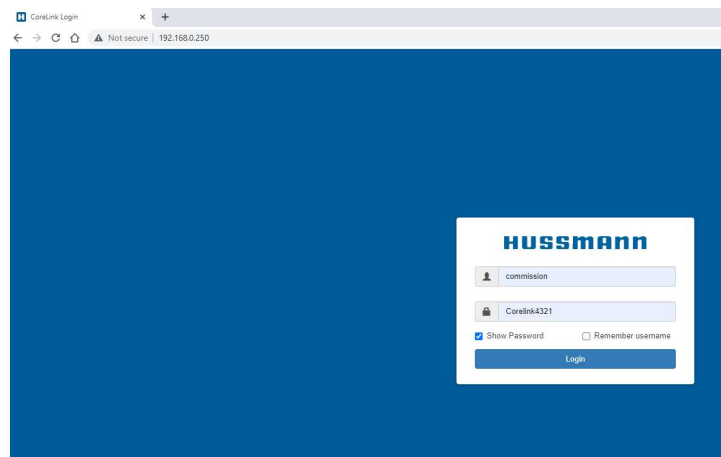 CoreLink Login
Not secure | 192.168.0.250
HUSSMANN
commission
Corelink4321
Show Password Remember username
Login